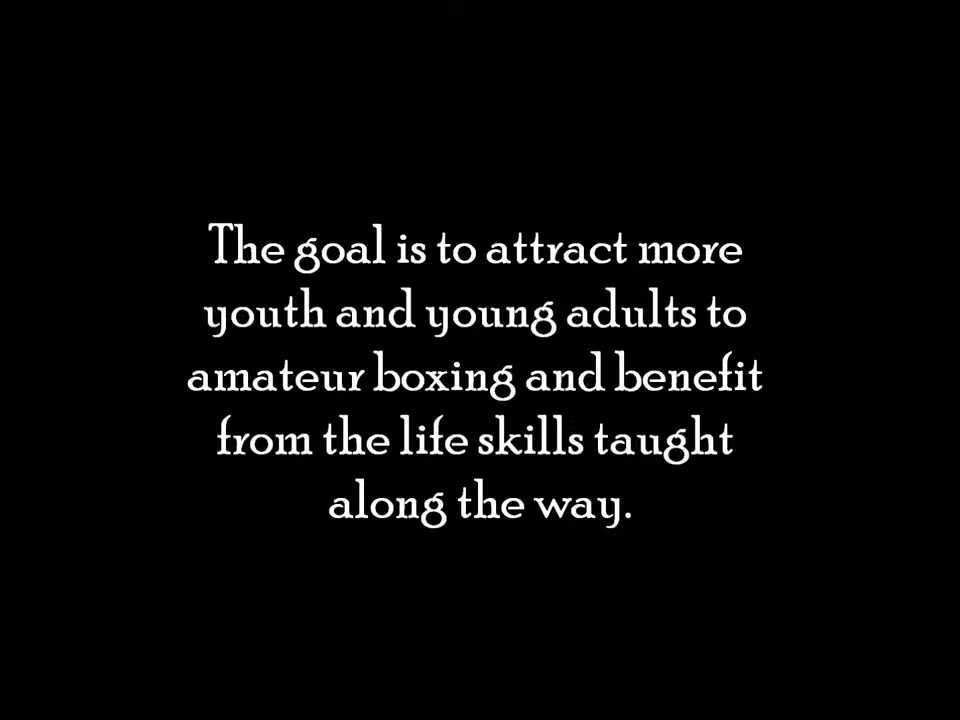 The goal is to attract more
youth and young adults to
amateur boxing and benefit
from the life skills taught
along the way.